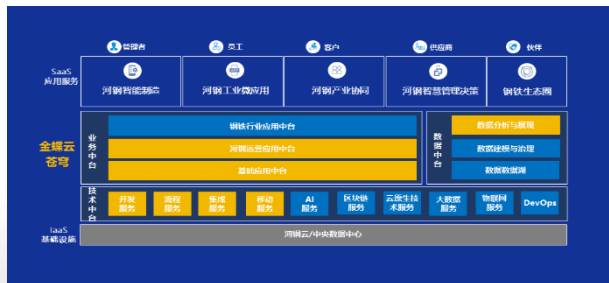 管理者 员工 客户 供应商 伙伴
SaaS
应用服务
河钢智能制造 河钢工业微应用 河钢产业协同 河钢智慧管理决策 钢铁生态圈
金蝶云
苍穹
业务中台
钢铁行业应用中台
河钢运营应用中台
基础应用中台
数据中台
数据分析与展现
数据建模与治理
数据数据湖
技术中台
开发
服务
流程
服务
集成
服务
移动
服务
AI
服务
区块链
服务
云原生技
术服务
大数据
服务
物联网
服务
DevOps
IaaS
基础设施
河钢云/中央数据中心